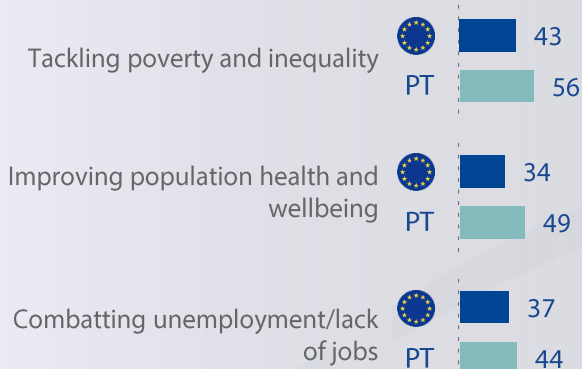 Tackling poverty and inequality
43
PT
56
Improving population health and
wellbeing
34
PT
49
Combatting unemployment/lack
of jobs
37
PT
44